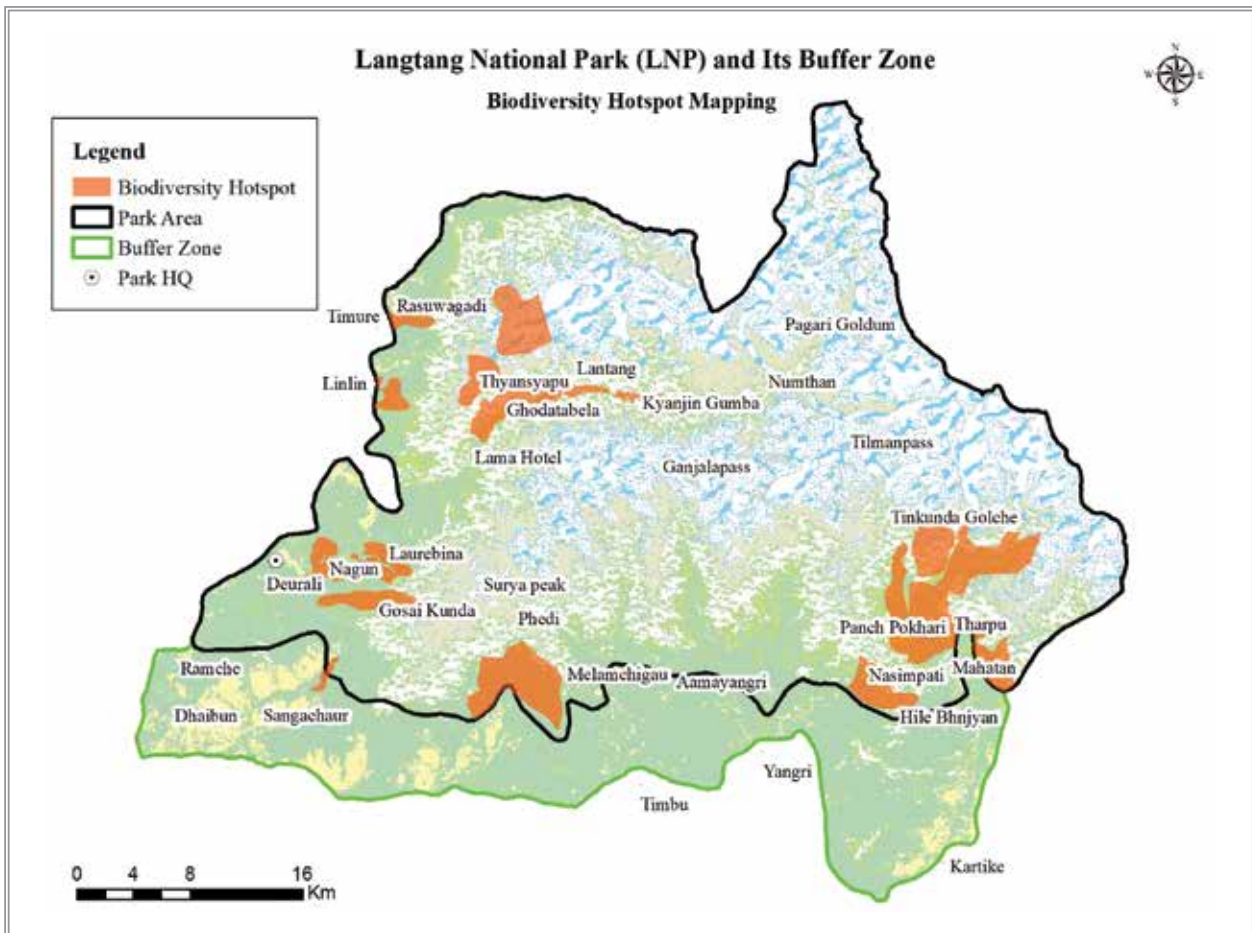 Langtang National Park (LNP) and Its Buffer Zone
Biodiversity Hotspot Mapping
N
W E
S
Legend
Biodiversity Hotspot
Park Area
Buffer Zone
Park HQ
Timure
Rasuwagadi
Pagari Goldum
Linlin
Thyansyapu
Lantang
Numthan
Ghodatabela
Kyanjin Gumba
Lama Hotel
Ganjalapass
Tilmanpass
Tinkunda Golche
Laurebina
Nagun
Deurali
Surya peak
Gosai Kunda
Phedi
Panch Pokhari
Tharpu
Ramche
Melamchigau
Aamayangri
Nasimpati
Mahatan
Dhaibun
Sangachaur
Hile Bhnjyan
Yangri
Timbu
Kartike
0 4 8 16
Km